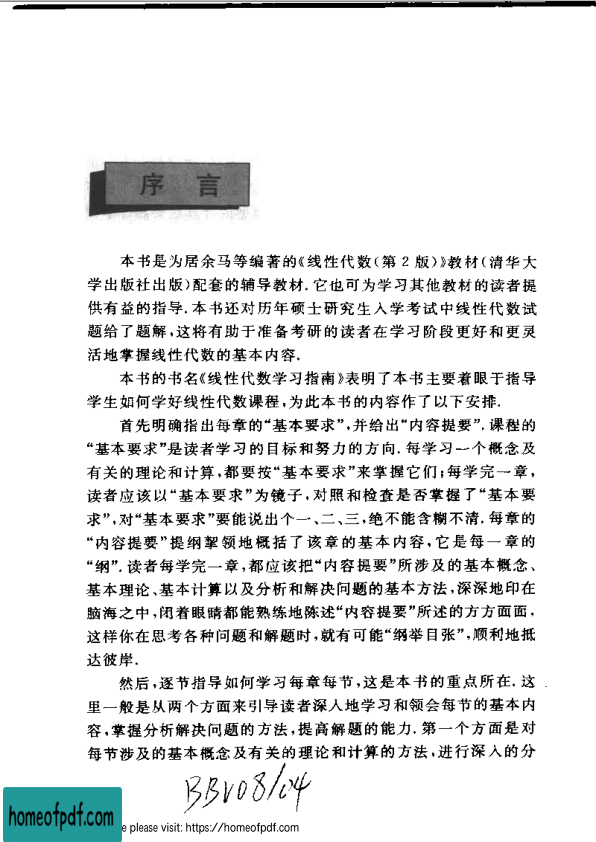 序 言
本书是为居余马等编著的《线性代数(第 2 版)》教材(清华大
学出版社出版)配套的辅导教材.它也可为学习其他教材的读者提
供有益的指导.本书还对历年硕士研究生入学考试中线性代数试
题给了题解,这将有助于准备考研的读者在学习阶段更好和更灵
活地掌握线性代数的基本内容.
本书的书名《线性代数学习指南》表明了本书主要着眼于指导
学生如何学好线性代数课程,为此本书的内容作了以下安排.
首先明确指出每章的“基本要求”,并给出“内容提要”.课程的
“基本要求”是读者学习的目标和努力的方向.每学习一个概念及
有关的理论和计算,都要按“基本要求”来掌握它们;每学完一章,
读者应该以“基本要求”为镜子,对照和检查是否掌握了“基本要
求”,对“基本要求”要能说出个一、二、三,绝不能含糊不清.每章的
“内容提要”提纲挈领地概括了该章的基本内容,它是每一章的
“纲”.读者每学完一章,都应该把“内容提要”所涉及的基本概念、
基本理论、基本计算以及分析和解决问题的基本方法,深深地印在
脑海之中,闭着眼睛都能熟练地陈述“内容提要”所述的方方面面,
这样你在思考各种问题和解题时,就有可能“纲举目张”,顺利地抵
达彼岸.
然后,逐节指导如何学习每章每节,这是本书的重点所在.这
里一般是从两个方面来引导读者深入地学习和领会每节的基本内
容,掌握分析解决问题的方法,提高解题的能力.第一个方面是对
每节涉及的基本概念及有关的理论和计算的方法,进行深入的分
homeofpdf.com
e please visit: https://homeofpdf.com